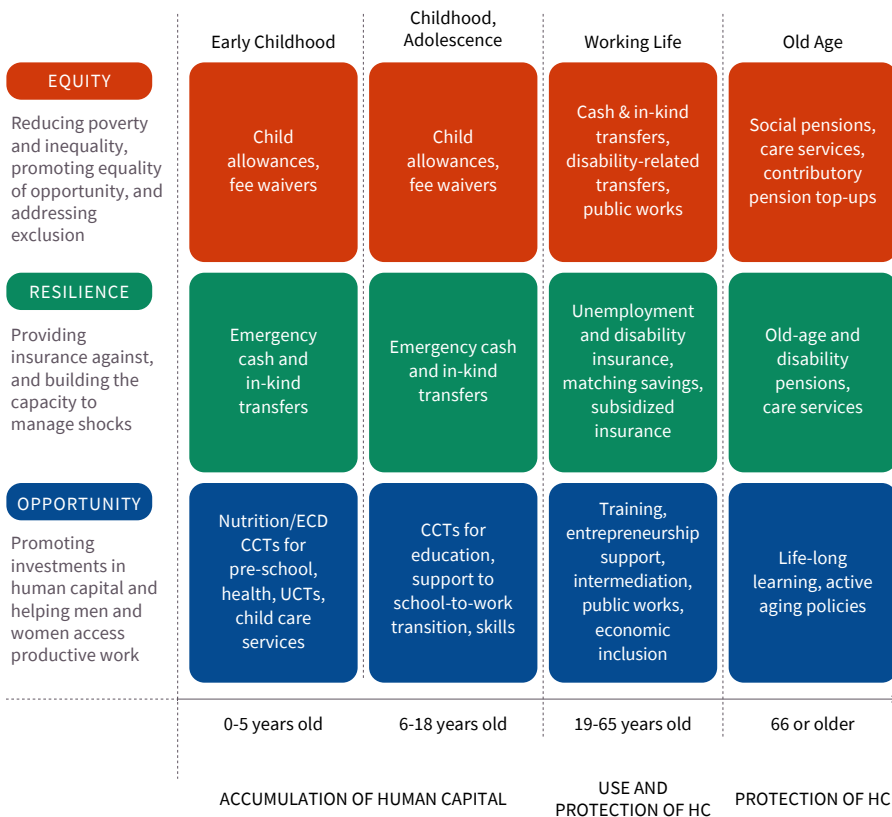 Early Childhood
Childhood,
Adolescence
Working Life
Old Age
EQUITY
Reducing poverty
and inequality,
promoting equality
of opportunity, and
addressing
exclusion
Child
allowances,
fee waivers
Child
allowances,
fee waivers
Cash & in-kind
transfers,
disability-related
transfers,
public works
Social pensions,
care services,
contributory
pension top-ups
RESILIENCE
Providing
insurance against,
and building the
capacity to
manage shocks
Emergency
cash and
in-kind
transfers
Emergency cash
and in-kind
transfers
Unemployment
and disability
insurance,
matching savings,
subsidized
insurance
Old-age and
disability
pensions,
care services
OPPORTUNITY
Promoting
investments in
human capital and
helping men and
women access
productive work
Nutrition/ECD
CCTs for
pre-school,
health, UCTs,
child care
services
CCTs for
education,
support to
school-to-work
transition, skills
Training,
entrepreneurship
support,
intermediation,
public works,
economic
inclusion
Life-long
learning, active
aging policies
0-5 years old
6-18 years old
19-65 years old
66 or older
ACCUMULATION OF HUMAN CAPITAL
USE AND
PROTECTION OF HC
PROTECTION OF HC